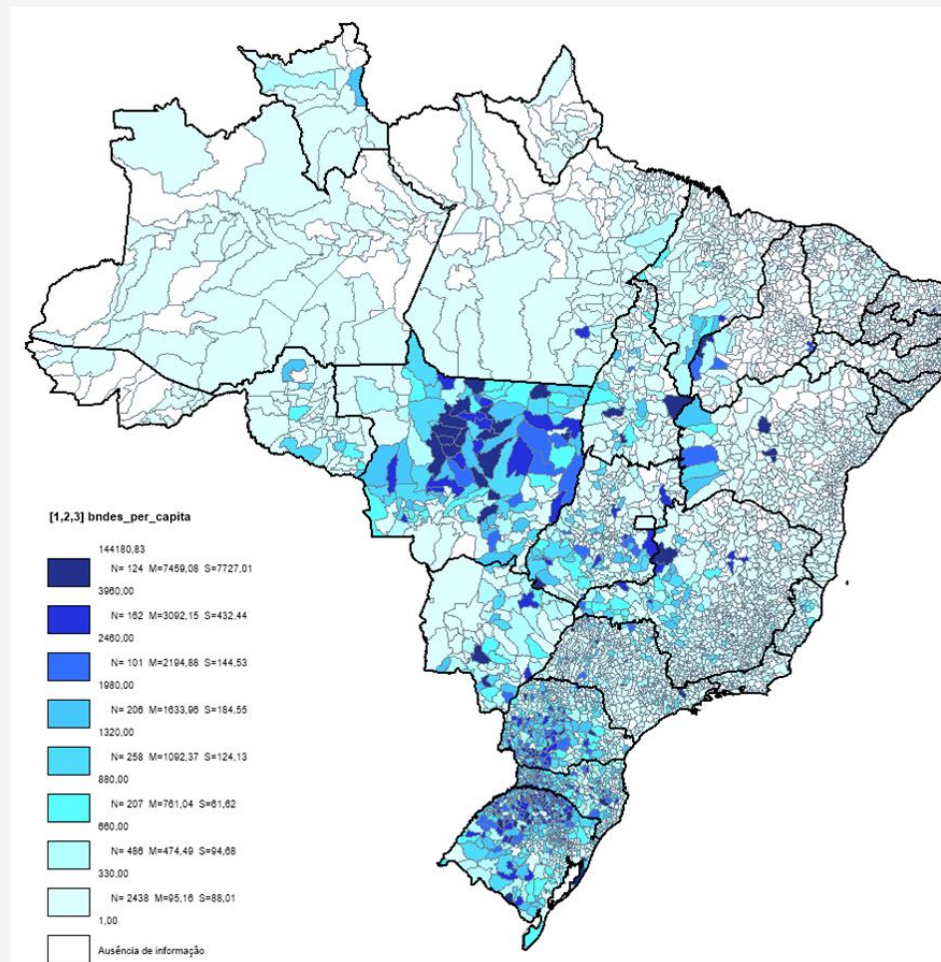 [1,2,3] bndes_per_capita
144180,83
N= 124 M=7459,08 S=7727,01
3960,00
N= 162 M=3092,15 S=432,44
2460,00
N= 101 M=2194,88 S=144,53
1980,00
N= 206 M=1633,96 S=184,55
1320,00
N= 258 M=1092,37 S=124,13
880,00
N= 207 M=761,04 S=61,62
660,00
N= 486 M=474,49 S=94,68
330,00
N= 2438 M=95,16 S=88,01
1,00
Ausência de informação